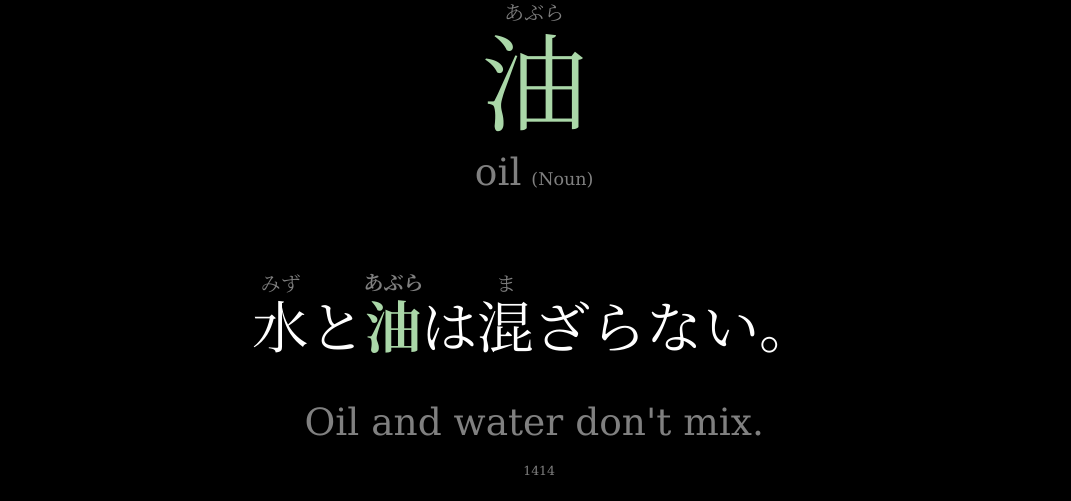 あぶら
油
oil (Noun)
みず あぶら ま
水と油は混ざらない。
Oil and water don't mix.
1414